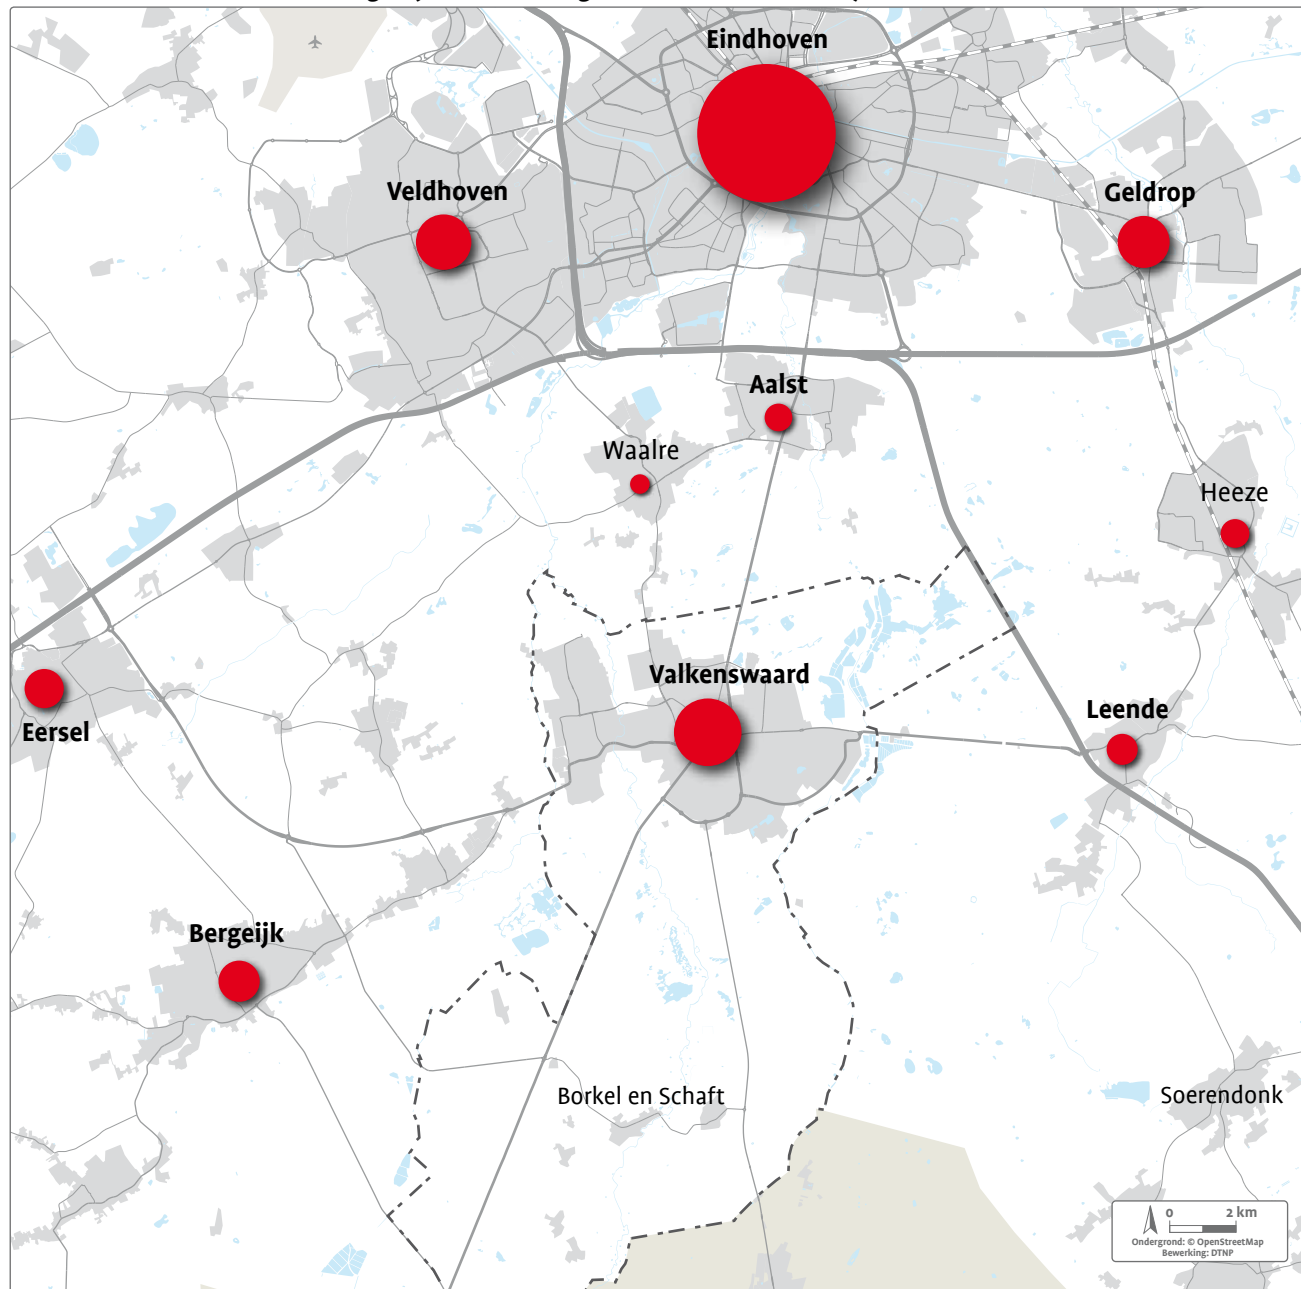 Eindhoven
Veldhoven
Geldrop
Aalst
Waalre
Heeze
Valkenswaard
Leende
Eersel
Bergeijk
Borkel en Schaft
Soerendonk
0 2 km
Ondergrond: © OpenStreetMap
Bewerking: DTNP